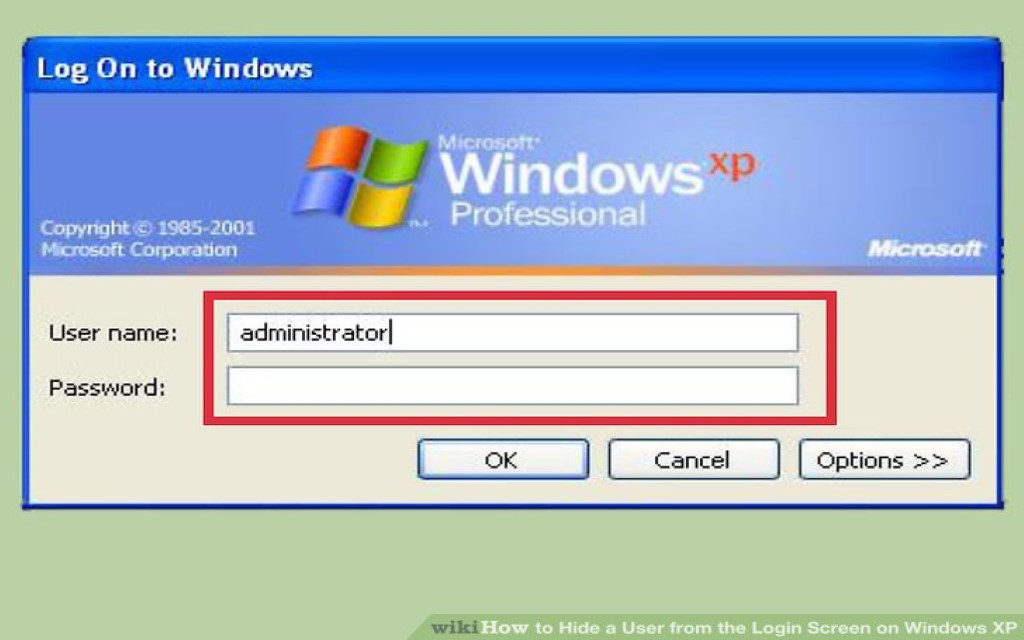 Log On to Windows
Microsoft®
Windows xp
Professional
Copyright © 1985-2001
Microsoft Corporation
Microsoft
User name:
administrator
Password:
OK
Cancel
Options >>
wikiHow to Hide a User from the Login Screen on Windows XP